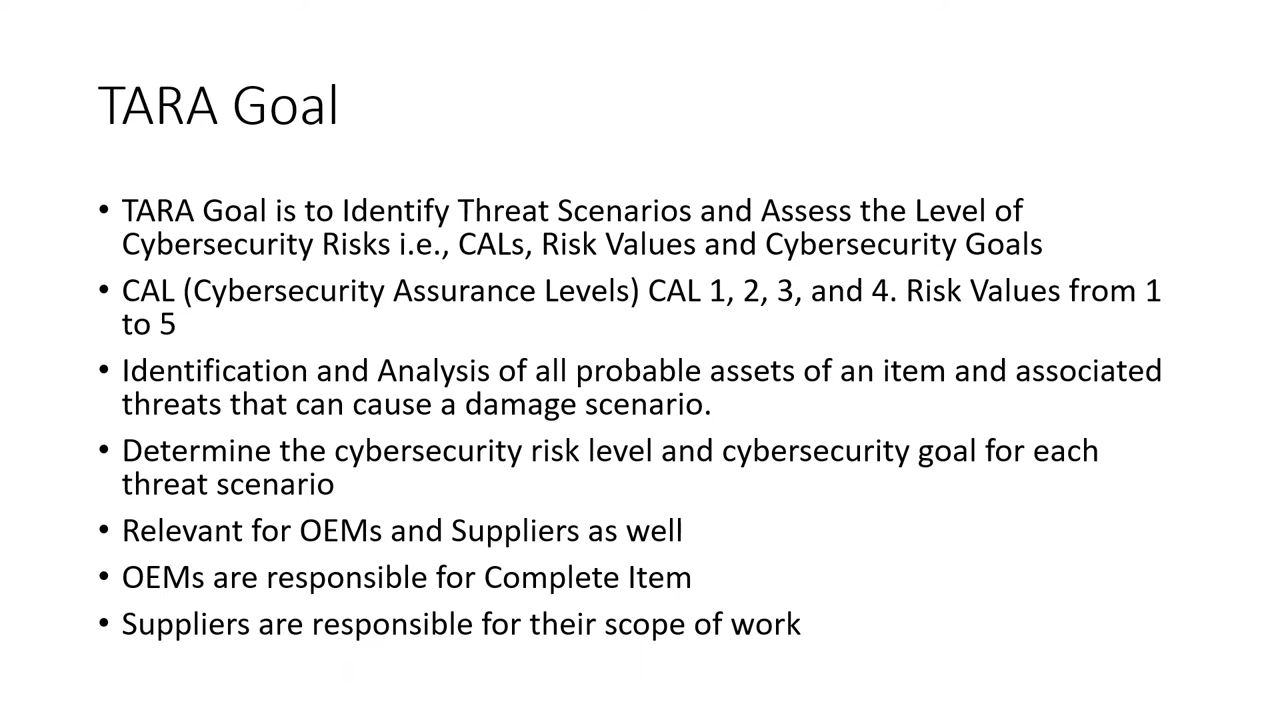 TARA Goal
• TARA Goal is to Identify Threat Scenarios and Assess the Level of
Cybersecurity Risks i.e., CALs, Risk Values and Cybersecurity Goals
• CAL (Cybersecurity Assurance Levels) CAL 1, 2, 3, and 4. Risk Values from 1
to 5
• Identification and Analysis of all probable assets of an item and associated
threats that can cause a damage scenario.
• Determine the cybersecurity risk level and cybersecurity goal for each
threat scenario
• Relevant for OEMs and Suppliers as well
• OEMs are responsible for Complete Item
• Suppliers are responsible for their scope of work